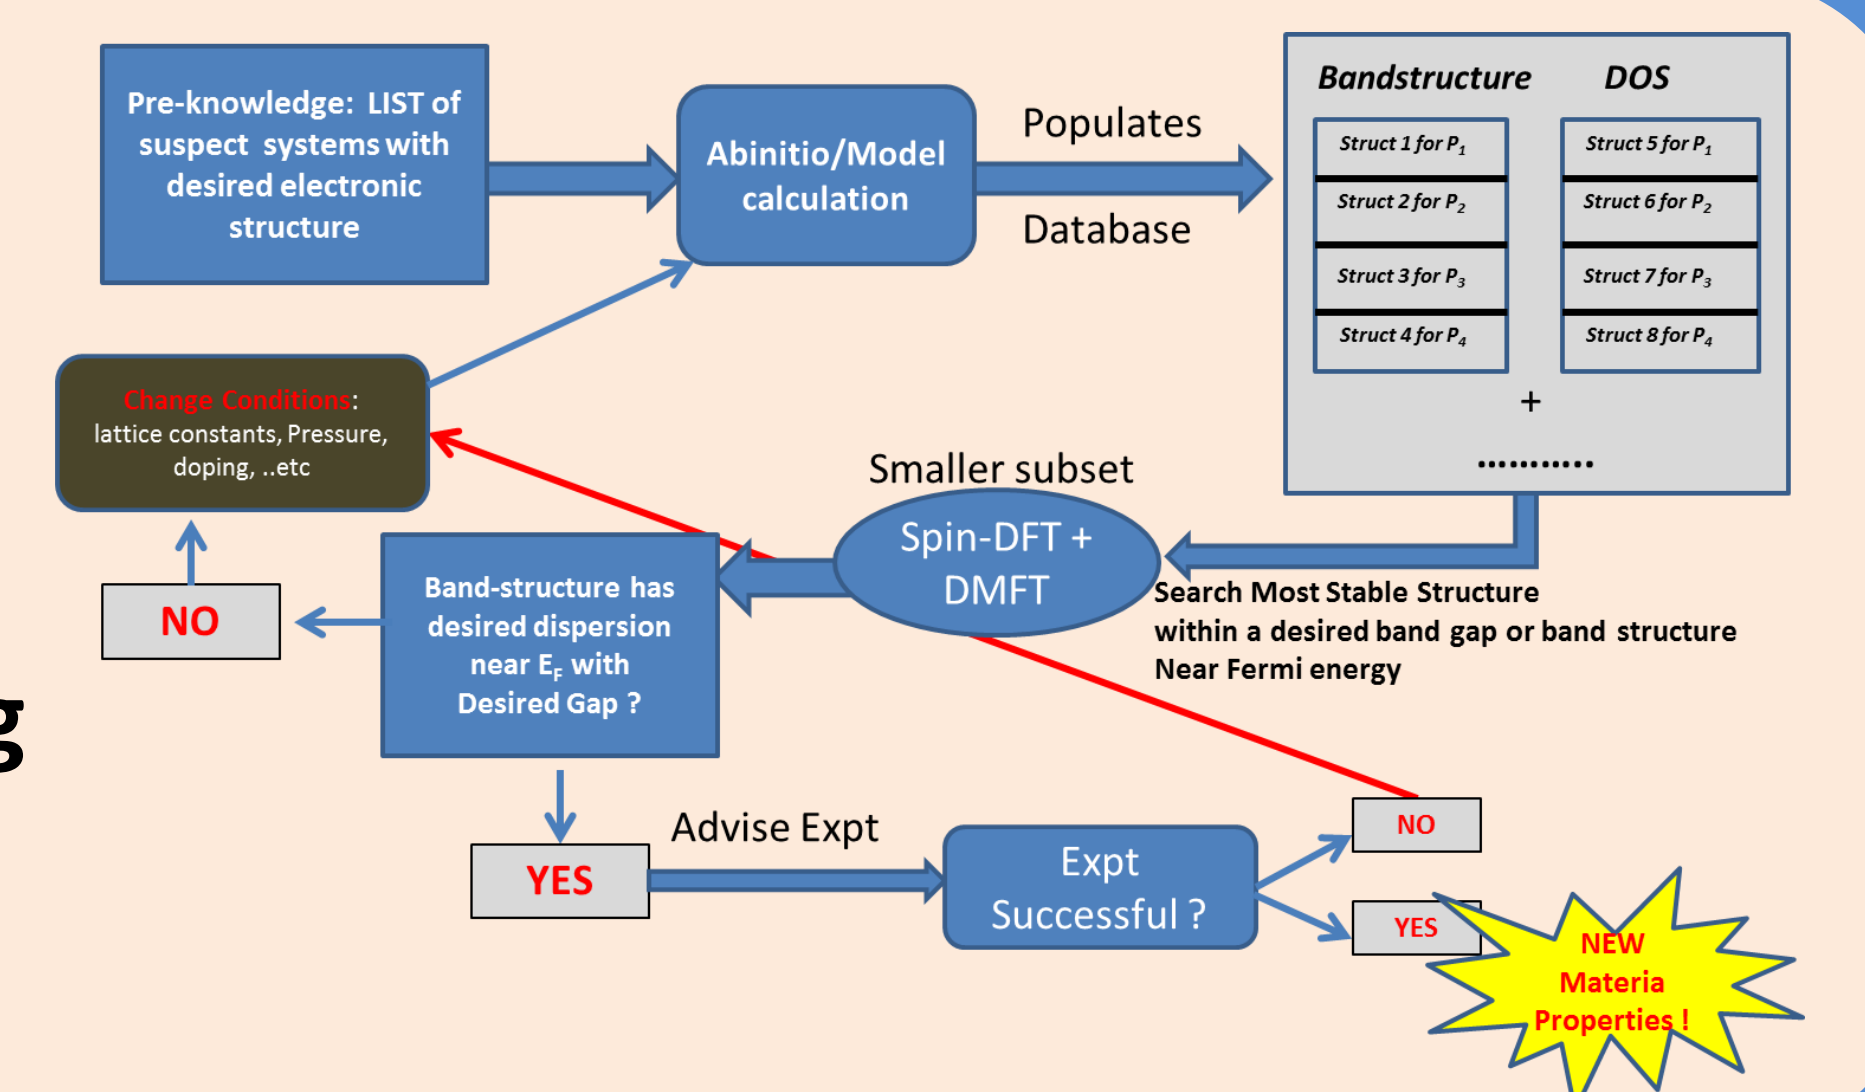 Pre-knowledge: LIST of
suspect systems with
desired electronic
structure
Abinitio/Model
calculation
Populates
Database
Bandstructure DOS
Struct 1 for P₁
Struct 2 for P₂
Struct 3 for P₃
Struct 4 for P₄
Struct 5 for P₁
Struct 6 for P₂
Struct 7 for P₃
Struct 8 for P₄
+
...........
Change Conditions:
lattice constants, Pressure,
doping, ..etc
Smaller subset
Spin-DFT +
DMFT
Search Most Stable Structure
within a desired band gap or band structure
Near Fermi energy
Band-structure has
desired dispersion
near E_F with
Desired Gap ?
NO
g
YES
Advise Expt
Expt
Successful ?
NO
YES
NEW
Materia
Properties !